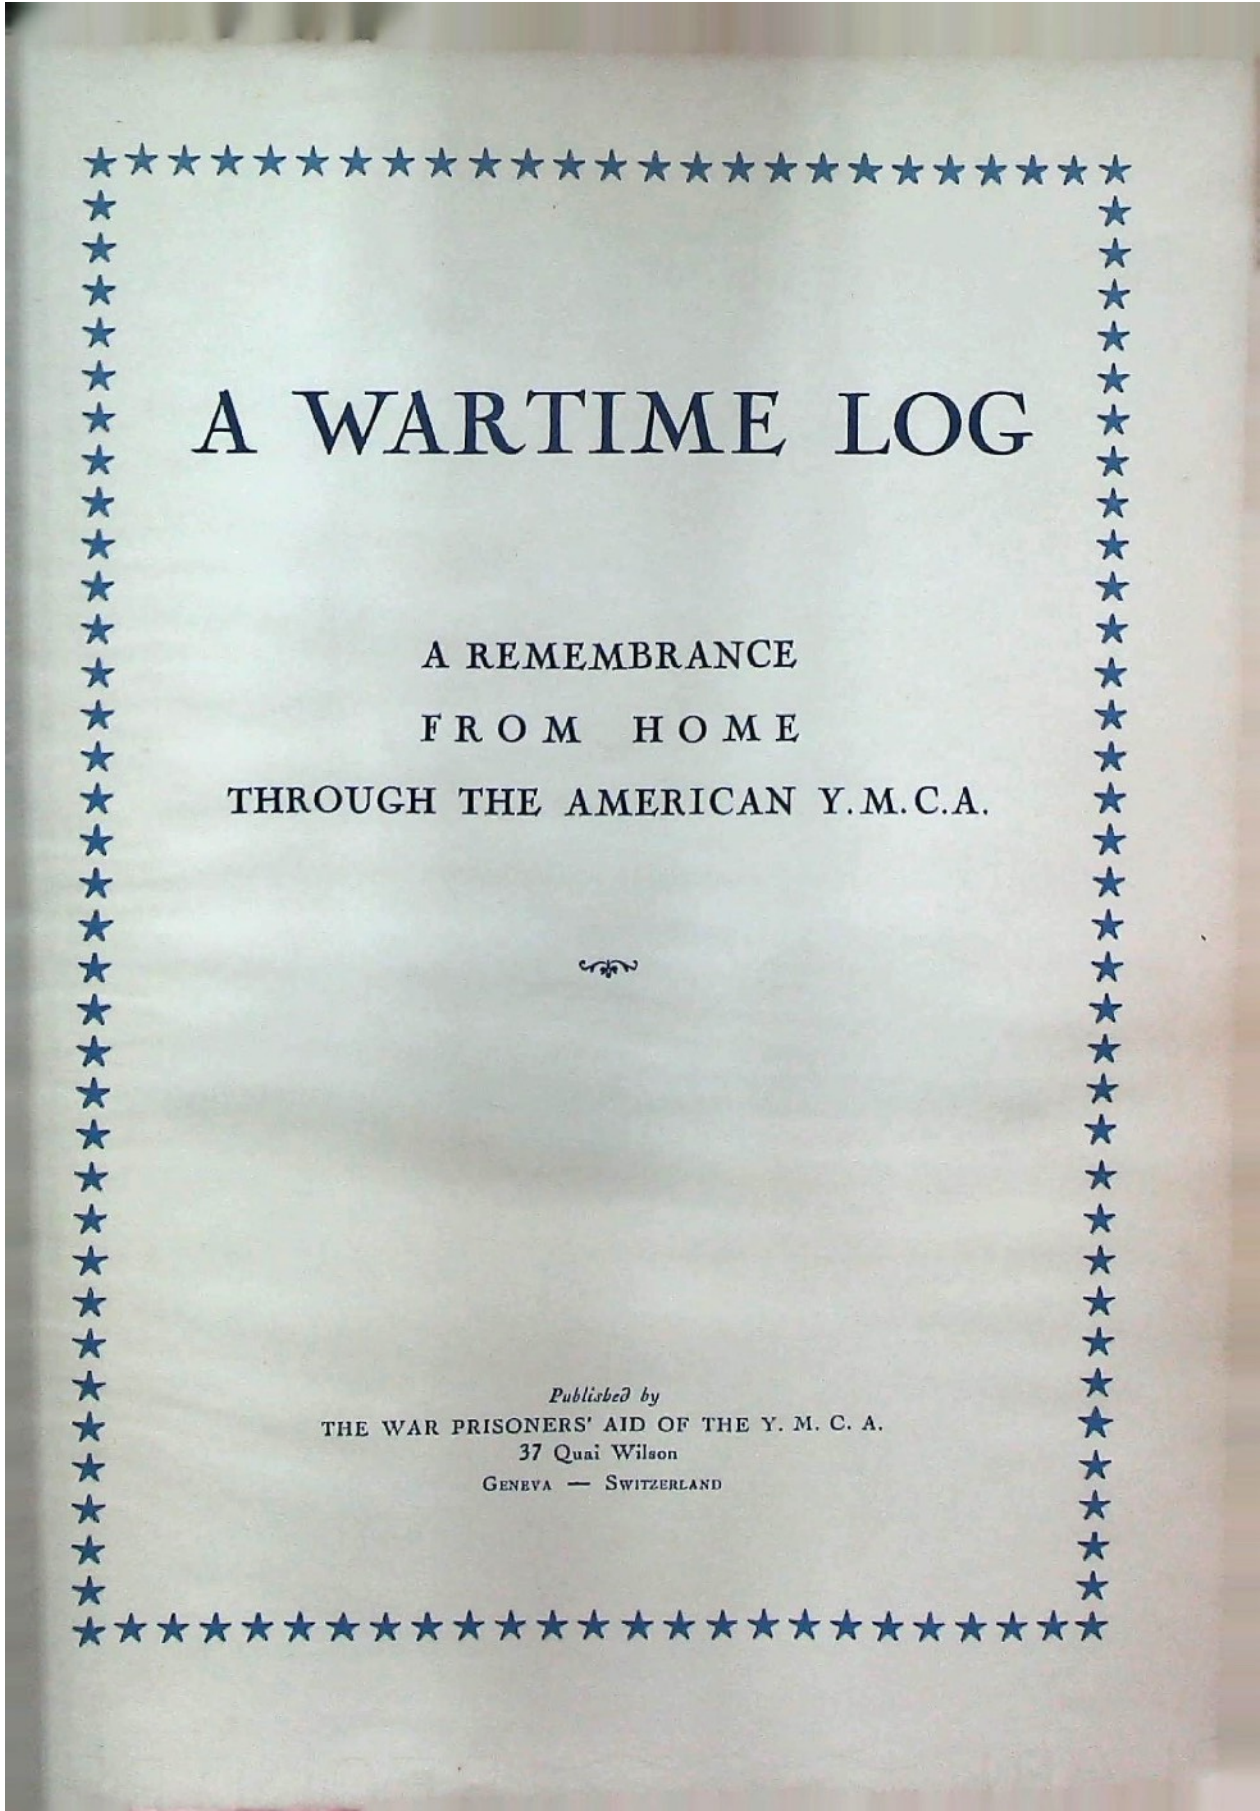 A WARTIME LOG
A REMEMBRANCE
FROM HOME
THROUGH THE AMERICAN Y.M.C.A.
Published by
THE WAR PRISONERS' AID OF THE Y. M. C. A.
37 Quai Wilson
GENEVA — SWITZERLAND